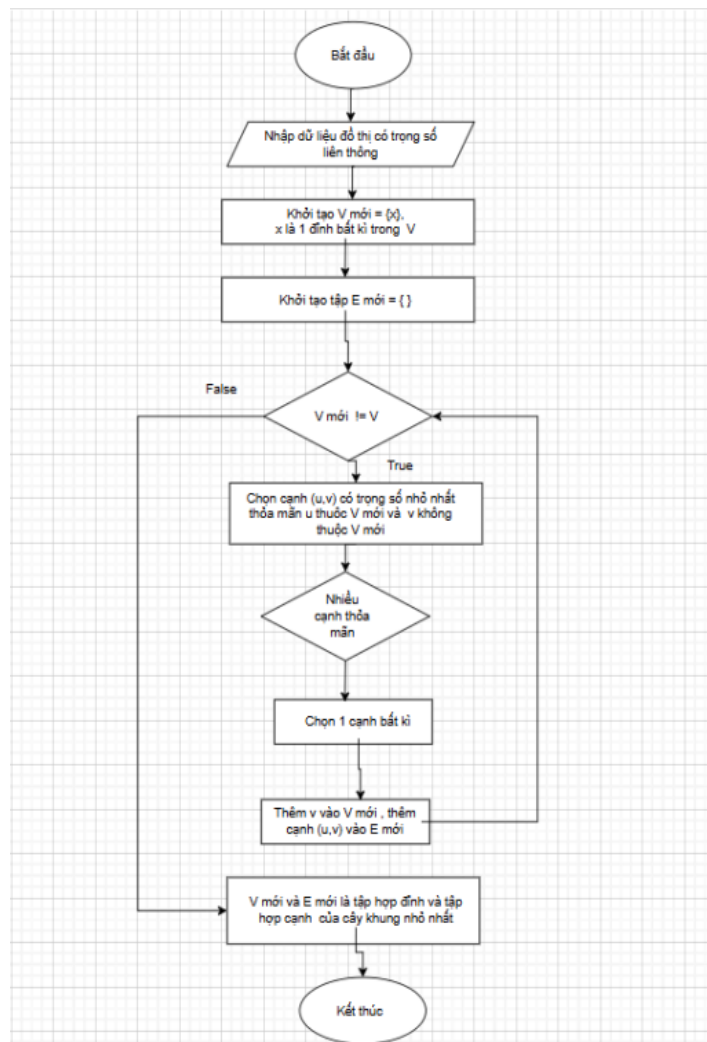 Bắt đầu
Nhập dữ liệu đồ thị có trọng số
liên thông
Khởi tạo V mới = {x},
x là 1 đỉnh bất kì trong V
Khởi tạo tập E mới = { }
False
V mới != V
True
Chọn cạnh (u,v) có trọng số nhỏ nhất
thỏa mãn u thuộc V mới và v không
thuộc V mới
Nhiều
cạnh thỏa
mãn
Chọn 1 cạnh bất kì
Thêm v vào V mới , thêm
cạnh (u,v) vào E mới
V mới và E mới là tập hợp đỉnh và tập
hợp cạnh của cây khung nhỏ nhất
Kết thúc